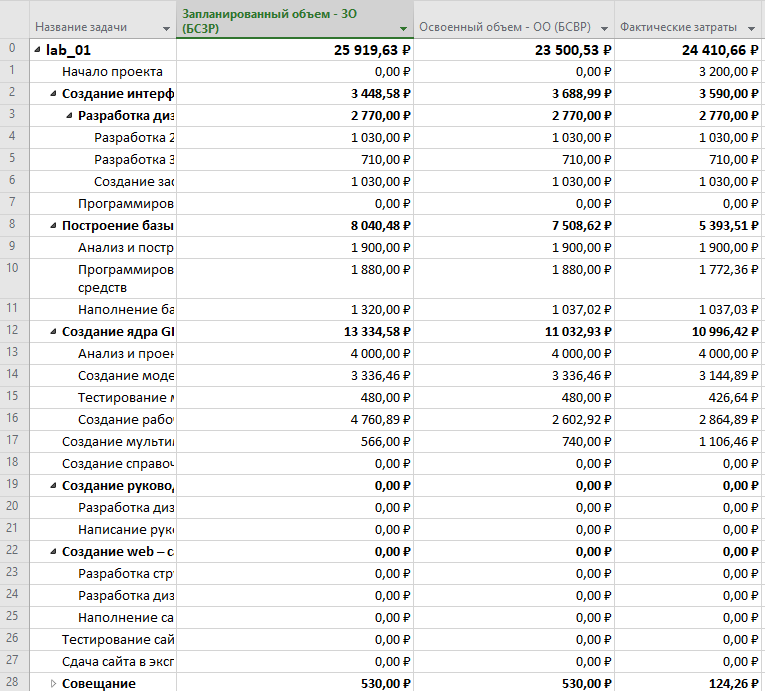 Название задачи Запланированный объем - ЗО (БСЗР) Освоенный объем - ОО (БСВР) Фактические затраты
0 lab_01 25 919,63 ₽ 23 500,53 ₽ 24 410,66 ₽
1 Начало проекта 0,00 ₽ 0,00 ₽ 3 200,00 ₽
2 Создание интерф 3 448,58 ₽ 3 688,99 ₽ 3 590,00 ₽
3 Разработка диз 2 770,00 ₽ 2 770,00 ₽ 2 770,00 ₽
4 Разработка 2 1 030,00 ₽ 1 030,00 ₽ 1 030,00 ₽
5 Разработка 3 710,00 ₽ 710,00 ₽ 710,00 ₽
6 Создание зас 1 030,00 ₽ 1 030,00 ₽ 1 030,00 ₽
7 Программиров 0,00 ₽ 0,00 ₽ 0,00 ₽
8 Построение базы 8 040,48 ₽ 7 508,62 ₽ 5 393,51 ₽
9 Анализ и постр 1 900,00 ₽ 1 900,00 ₽ 1 900,00 ₽
10 Программиров 1 880,00 ₽ 1 880,00 ₽ 1 772,36 ₽
средств
11 Наполнение ба 1 320,00 ₽ 1 037,02 ₽ 1 037,03 ₽
12 Создание ядра GI 13 334,58 ₽ 11 032,93 ₽ 10 996,42 ₽
13 Анализ и проен 4 000,00 ₽ 4 000,00 ₽ 4 000,00 ₽
14 Создание моде 3 336,46 ₽ 3 336,46 ₽ 3 144,89 ₽
15 Тестирование м 480,00 ₽ 480,00 ₽ 426,64 ₽
16 Создание рабо 4 760,89 ₽ 2 602,92 ₽ 2 864,89 ₽
17 Создание мульти 566,00 ₽ 740,00 ₽ 1 106,46 ₽
18 Создание справоч 0,00 ₽ 0,00 ₽ 0,00 ₽
19 Создание руковод 0,00 ₽ 0,00 ₽ 0,00 ₽
20 Разработка диз 0,00 ₽ 0,00 ₽ 0,00 ₽
21 Написание рук 0,00 ₽ 0,00 ₽ 0,00 ₽
22 Создание web – с 0,00 ₽ 0,00 ₽ 0,00 ₽
23 Разработка стр 0,00 ₽ 0,00 ₽ 0,00 ₽
24 Разработка диз 0,00 ₽ 0,00 ₽ 0,00 ₽
25 Наполнение са 0,00 ₽ 0,00 ₽ 0,00 ₽
26 Тестирование сай 0,00 ₽ 0,00 ₽ 0,00 ₽
27 Сдача сайта в эксп 0,00 ₽ 0,00 ₽ 0,00 ₽
28 Совещание 530,00 ₽ 530,00 ₽ 124,26 ₽